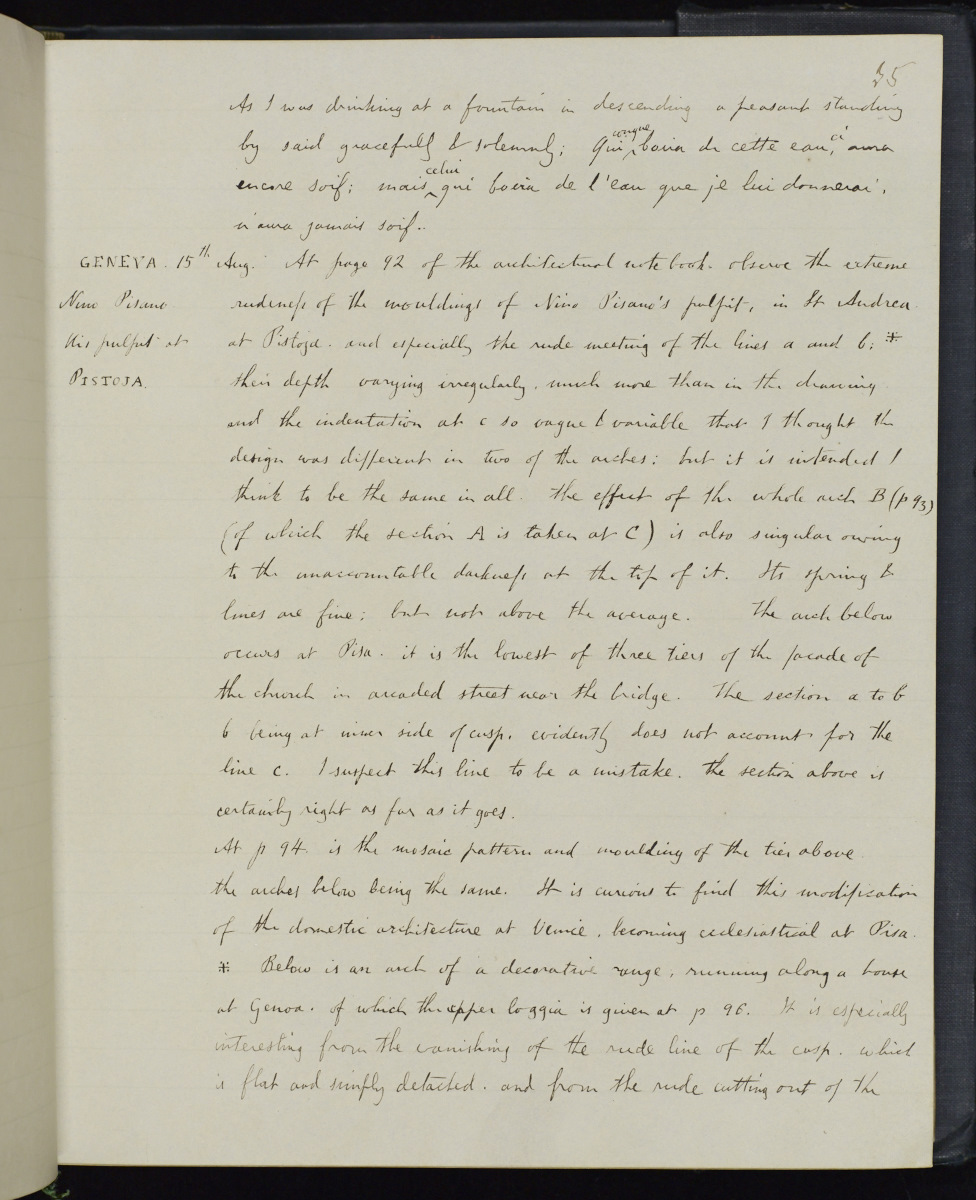 35
As I was drinking at a fountain in descending a peasant standing
conque ci
by said gracefully & solemnly; Qui boira de cette eau, aura
celui
encore soif; mais qui boira de l'eau que je lui donnerai,
n'aura jamais soif.
GENEVA. 15th Aug. At page 92 of the architectural note book. observe the extreme
Nino Pisano rudeness of the mouldings of Nino Pisano's pulpit, in St Andrea
his pulpit at at Pistoja. and especially the rude meeting of the lines a and b; *
PISTOJA. their depth varying irregularly, much more than in the drawing
and the indentation at c so vague & variable that I thought the
design was different in two of the arches; but it is intended I
think to be the same in all. the effect of the whole arch B (p 93)
(of which the section A is taken at C) is also singular owing
to the unaccountable darkness at the top of it. Its spring &
lines are fine; but not above the average. The arch below
occurs at Pisa. it is the lowest of three tiers of the facade of
the church in arcaded street near the bridge. The section a to b
b being at inner side of cusp. evidently does not account for the
line c. I suspect this line to be a mistake. the section above is
certainly right as far as it goes.
At p 94. is the mosaic pattern and moulding of the tier above
the arches below being the same. It is curious to find this modification
of the domestic architecture at Venice, becoming ecclesiastical at Pisa.
* Below is an arch of a decorative range, running along a house
at Genoa. of which the upper loggia is given at p 96. It is especially
interesting from the vanishing of the rude line of the cusp. which
is flat and simply detached. and from the rude cutting out of the